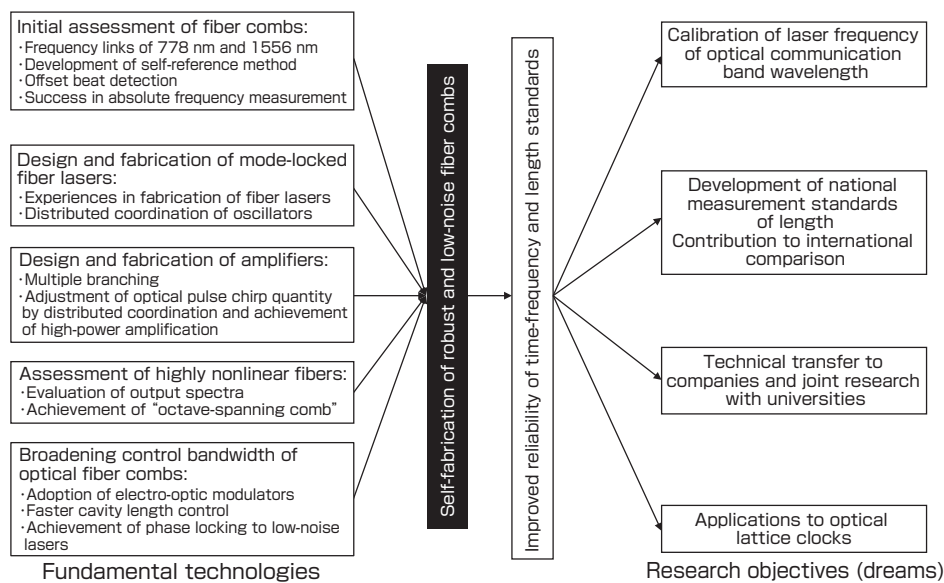 Initial assessment of fiber combs:
・Frequency links of 778 nm and 1556 nm
・Development of self-reference method
・Offset beat detection
・Success in absolute frequency measurement
Design and fabrication of mode-locked
fiber lasers:
・Experiences in fabrication of fiber lasers
・Distributed coordination of oscillators
Design and fabrication of amplifiers:
・Multiple branching
・Adjustment of optical pulse chirp quantity
by distributed coordination and achievement
of high-power amplification
Assessment of highly nonlinear fibers:
・Evaluation of output spectra
・Achievement of “octave-spanning comb”
Broadening control bandwidth of
optical fiber combs:
・Adoption of electro-optic modulators
・Faster cavity length control
・Achievement of phase locking to low-noise
lasers
Fundamental technologies
Self-fabrication of robust and low-noise fiber combs
Improved reliability of time-frequency and length standards
Calibration of laser frequency
of optical communication
band wavelength
Development of national
measurement standards
of length
Contribution to international
comparison
Technical transfer to
companies and joint research
with universities
Applications to optical
lattice clocks
Research objectives (dreams)